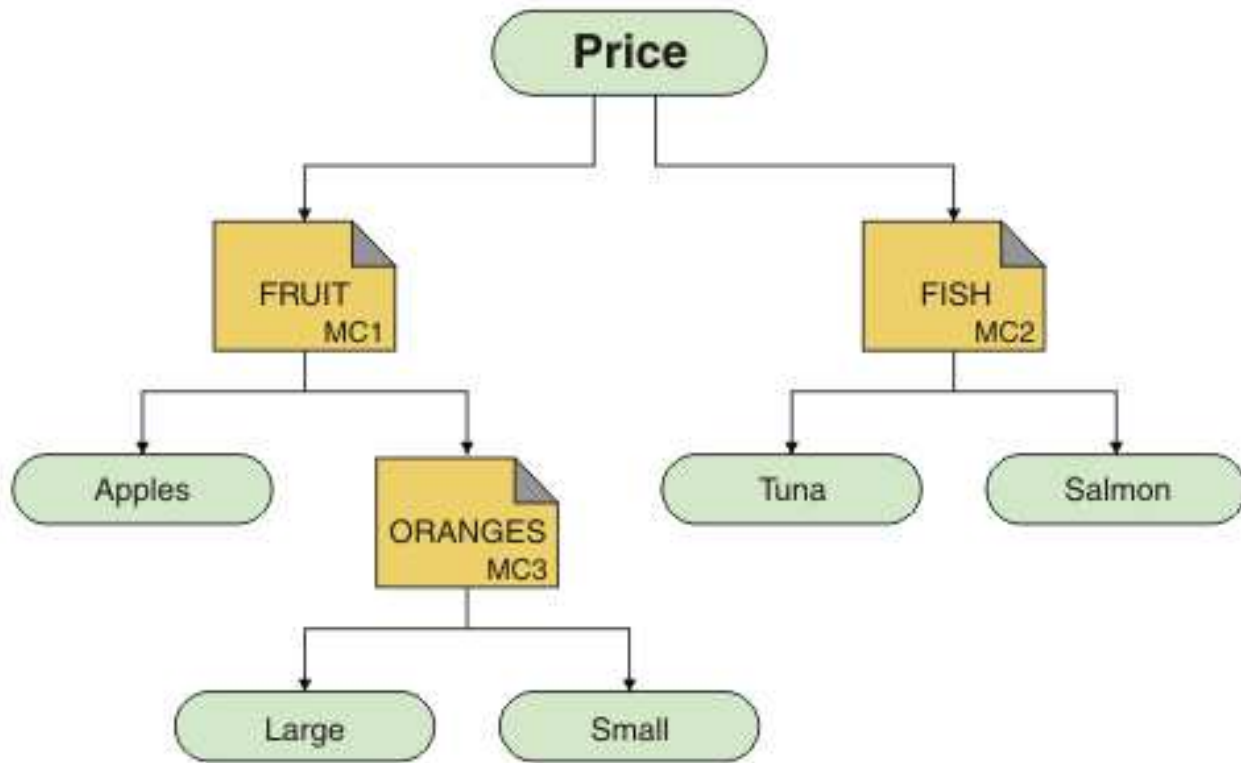 Price
FRUIT
MC1
FISH
MC2
Apples
ORANGES
MC3
Tuna
Salmon
Large
Small